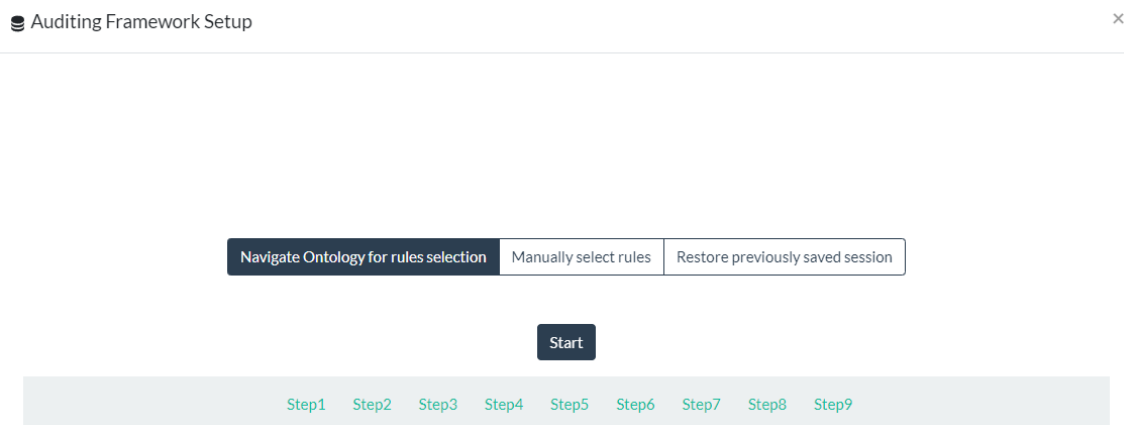 Auditing Framework Setup ×
Navigate Ontology for rules selection Manually select rules Restore previously saved session
Start
Step1 Step2 Step3 Step4 Step5 Step6 Step7 Step8 Step9